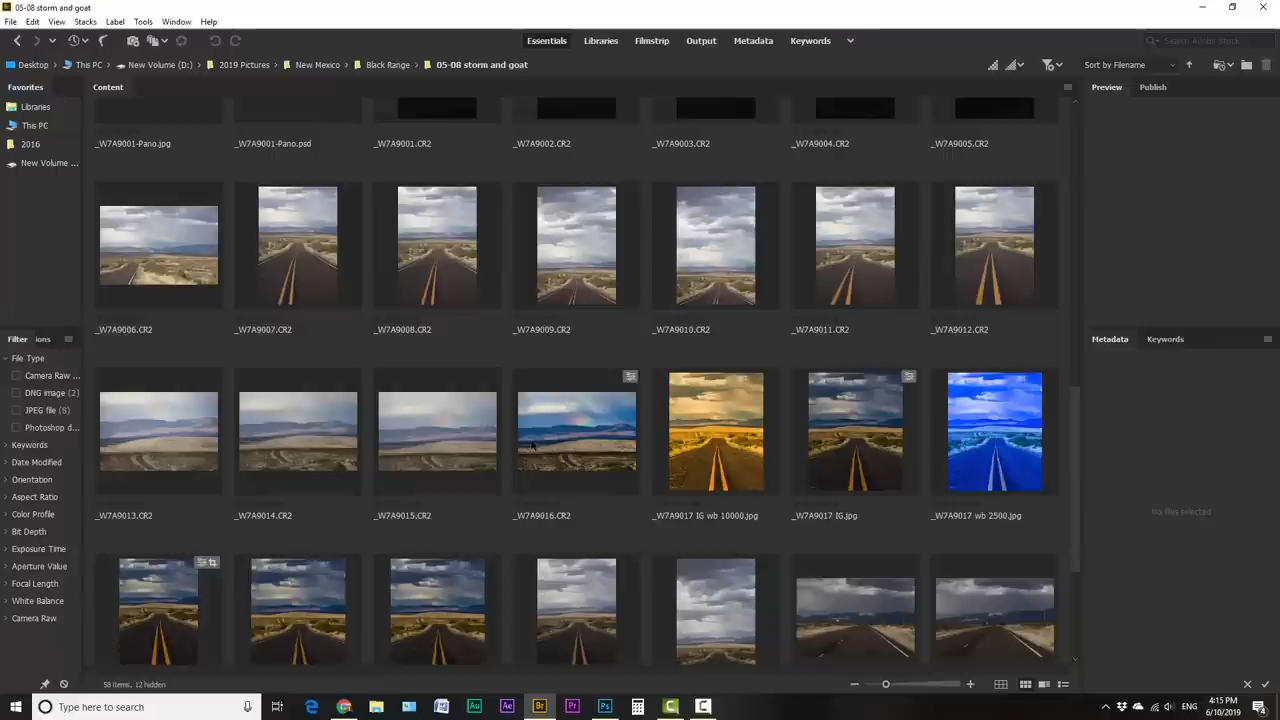 05-08 storm and goat
File Edit View Stacks Label Tools Window Help
Essentials Libraries Filmstrip Output Metadata Keywords
Search Adobe Stock
Desktop This PC New Volume (D:) 2019 Pictures New Mexico Black Range 05-08 storm and goat
Sort by Filename
Favorites
Content
Preview Publish
Libraries
This PC
2016
New Volume ...
_W7A9001-Pano.jpg _W7A9001-Pano.psd _W7A9001.CR2 _W7A9002.CR2 _W7A9003.CR2 _W7A9004.CR2 _W7A9005.CR2
_W7A9006.CR2 _W7A9007.CR2 _W7A9008.CR2 _W7A9009.CR2 _W7A9010.CR2 _W7A9011.CR2 _W7A9012.CR2
Filter ions
Metadata Keywords
File Type
Camera Raw ...
DNG image (2)
JPEG file (8)
Photoshop d...
Keywords
Date Modified
Orientation
Aspect Ratio
Color Profile
Bit Depth
Exposure Time
Aperture Value
Focal Length
White Balance
Camera Raw
_W7A9013.CR2 _W7A9014.CR2 _W7A9015.CR2 _W7A9016.CR2 _W7A9017 IG wb 10000.jpg _W7A9017 IG.jpg _W7A9017 wb 2500.jpg
No files selected
58 items, 12 hidden
Type here to search
ENG
4:15 PM
6/10/2019